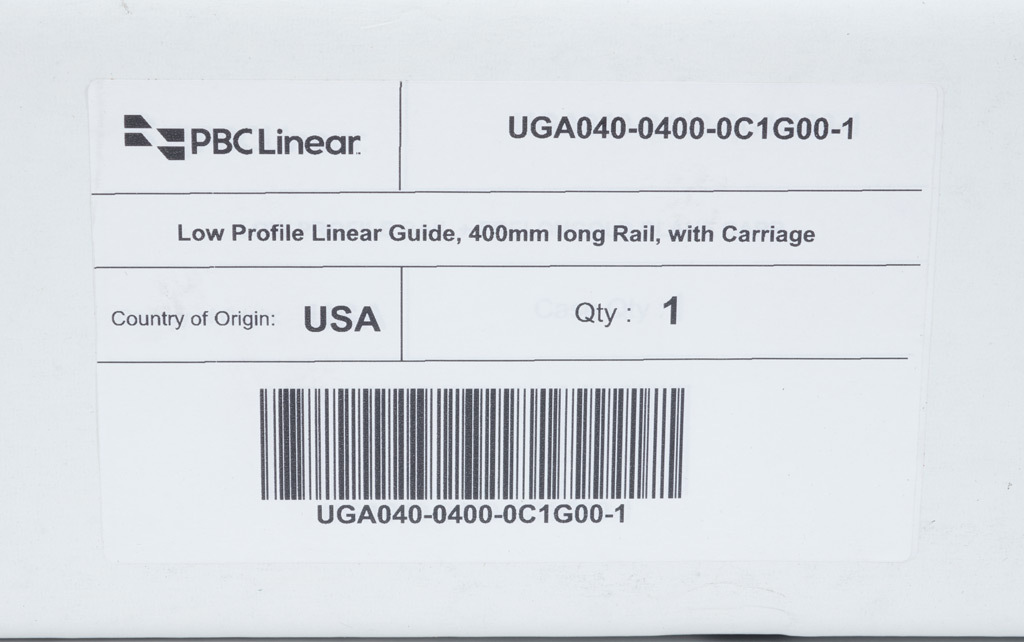 PBC Linear
UGA040-0400-0C1G00-1
Low Profile Linear Guide, 400mm long Rail, with Carriage
Country of Origin: USA
Qty : 1
UGA040-0400-0C1G00-1